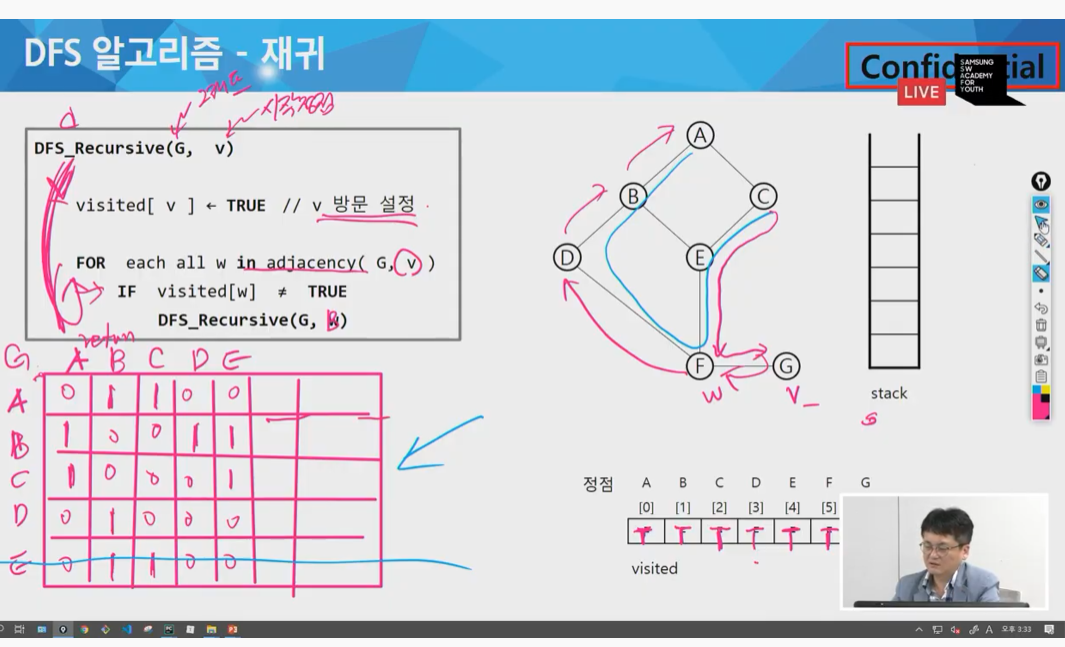 DFS 알고리즘 - 재귀
Confidential
SAMSUNG
SW
ACADEMY
FOR
YOUTH
LIVE
그래프
시작정점
DFS_Recursive(G, v)
visited[ v ] ← TRUE // v 방문 설정
FOR each all w in adjacency( G, v )
IF visited[w] ≠ TRUE
DFS_Recursive(G, w)
B
return
G A B C D E
A 0 1 1 0 0
B 1 0 0 1 1
C 1 0 0 0 1
D 0 1 0 0 0
E 0 1 1 0 0
A
B C
D E
F G
W V
stack
S
정점 A B C D E F G
[0] [1] [2] [3] [4] [5]
T T T T T T
visited
A 오후 3:33